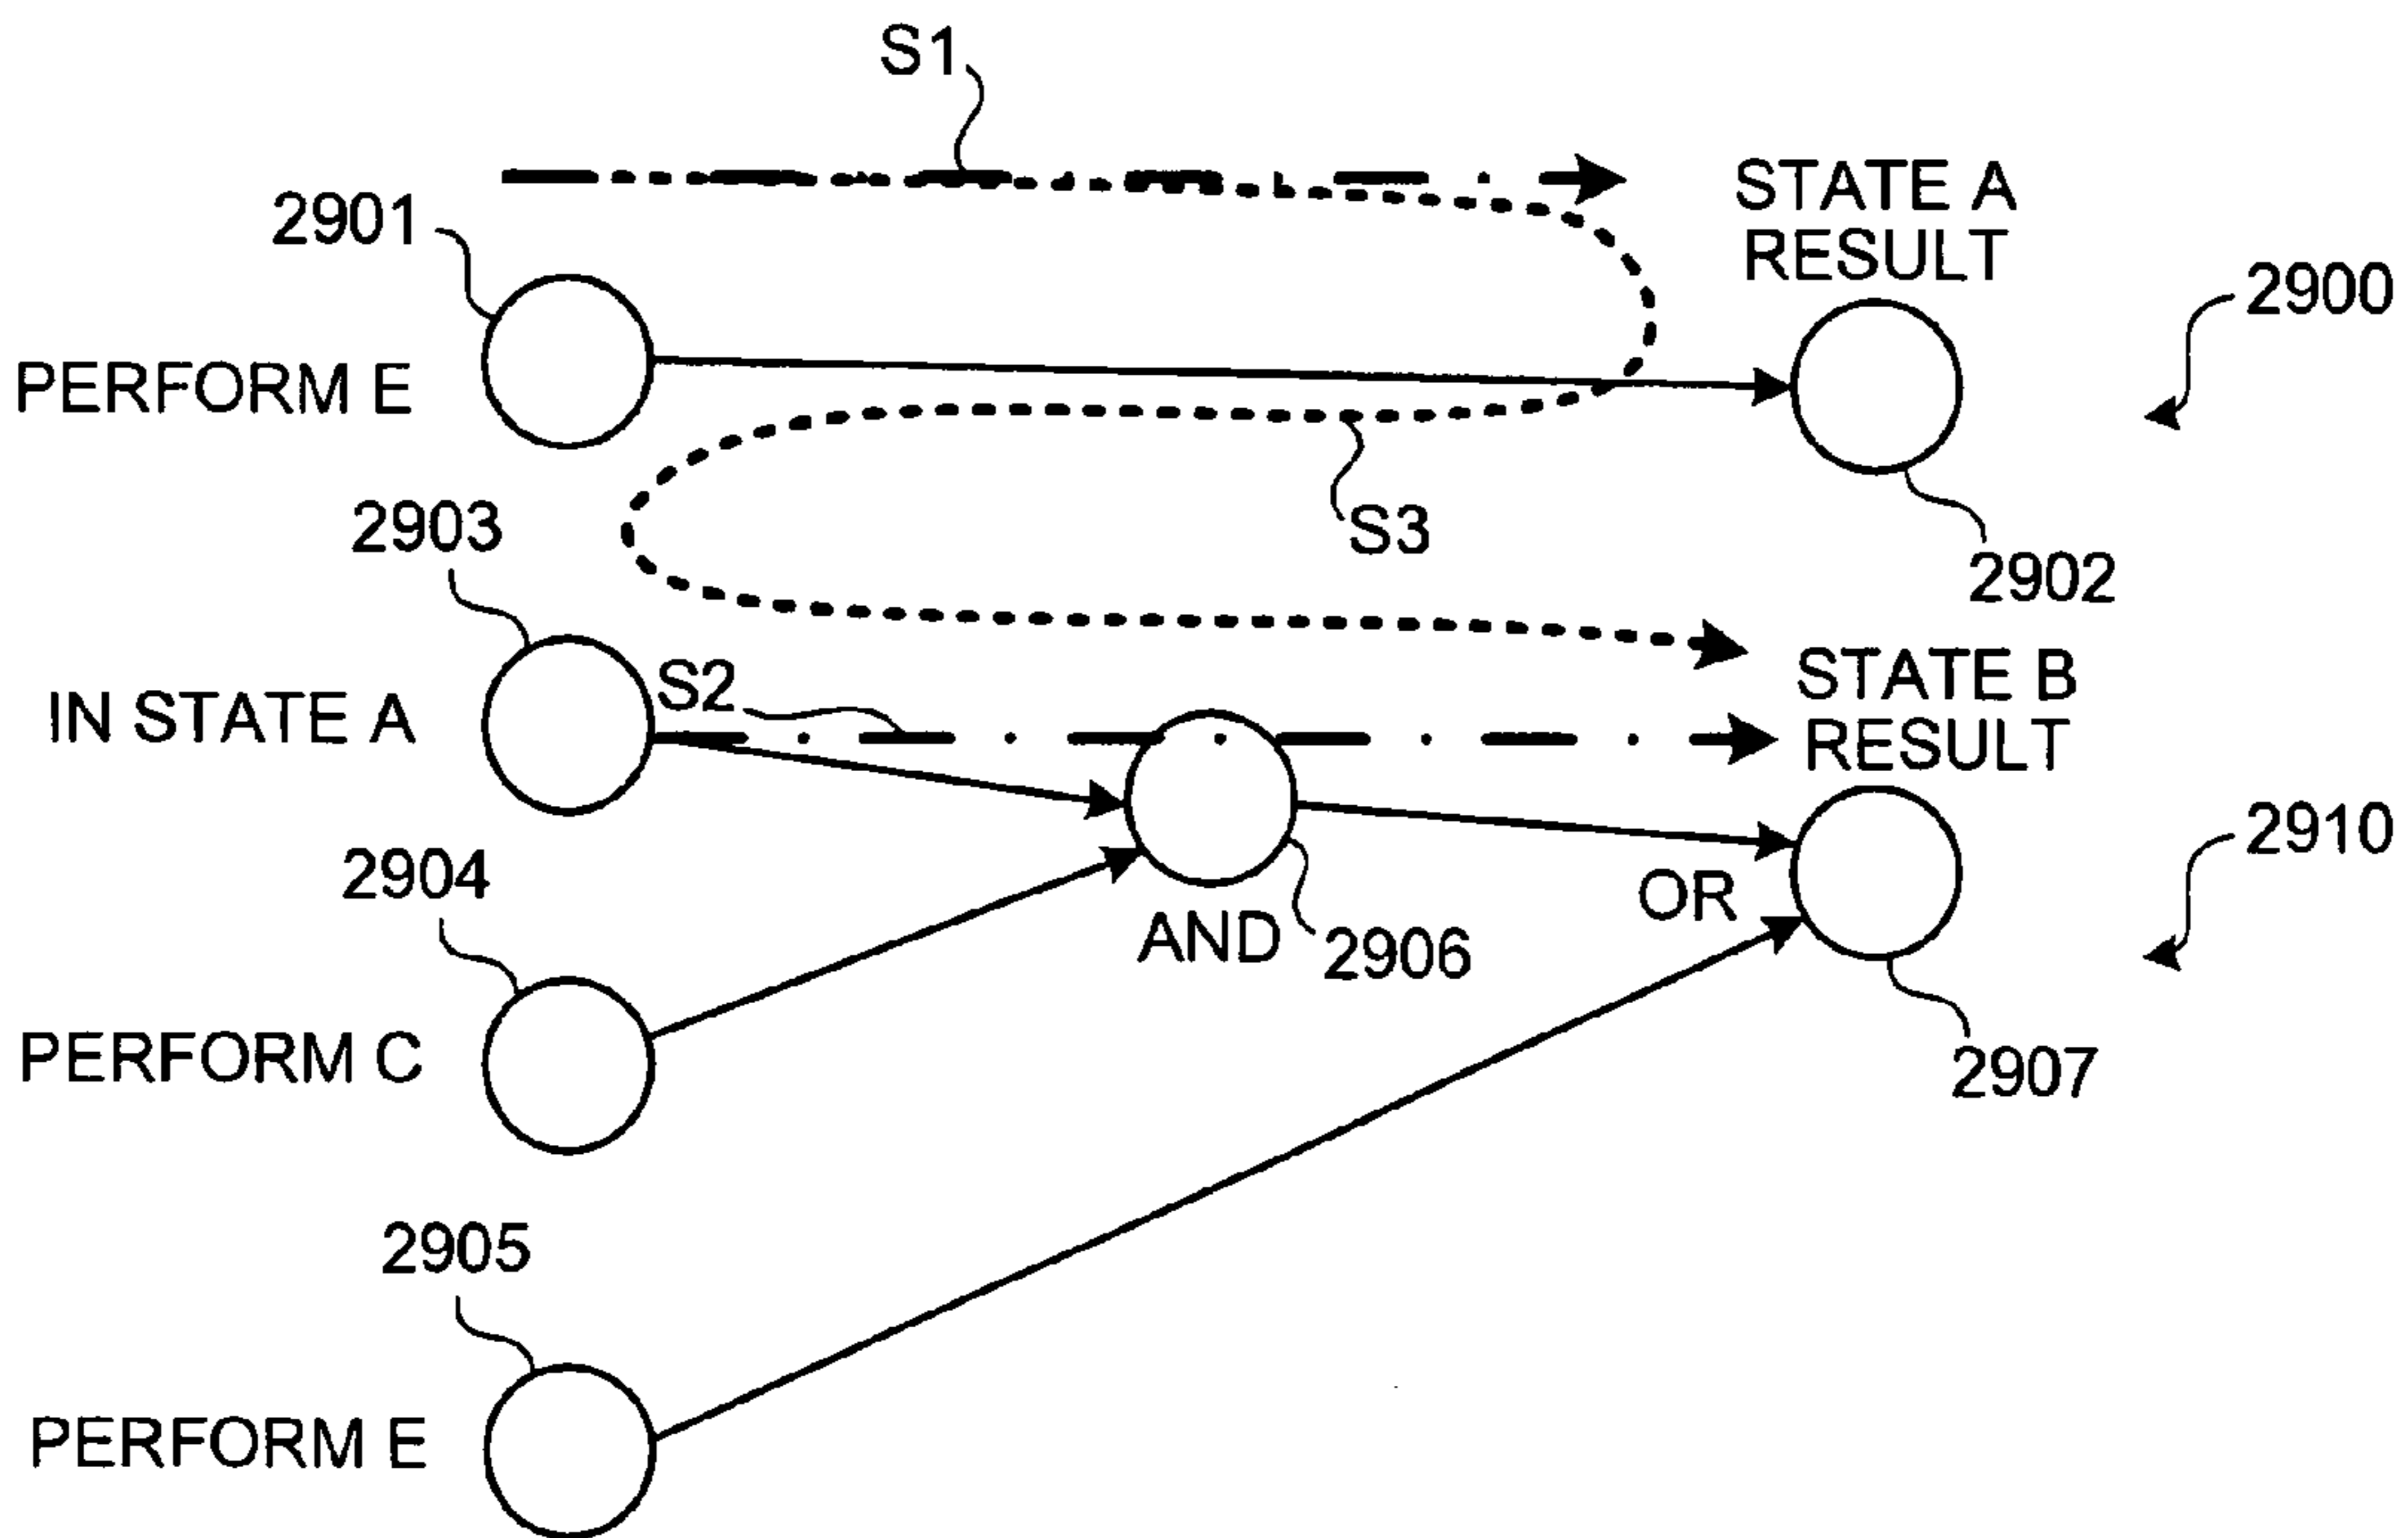 S1
2901
STATE A
RESULT
2900
PERFORM E
S3
2902
2903
STATE B
RESULT
IN STATE A
S2
2910
2904
OR
AND
2906
PERFORM C
2907
2905
PERFORM E